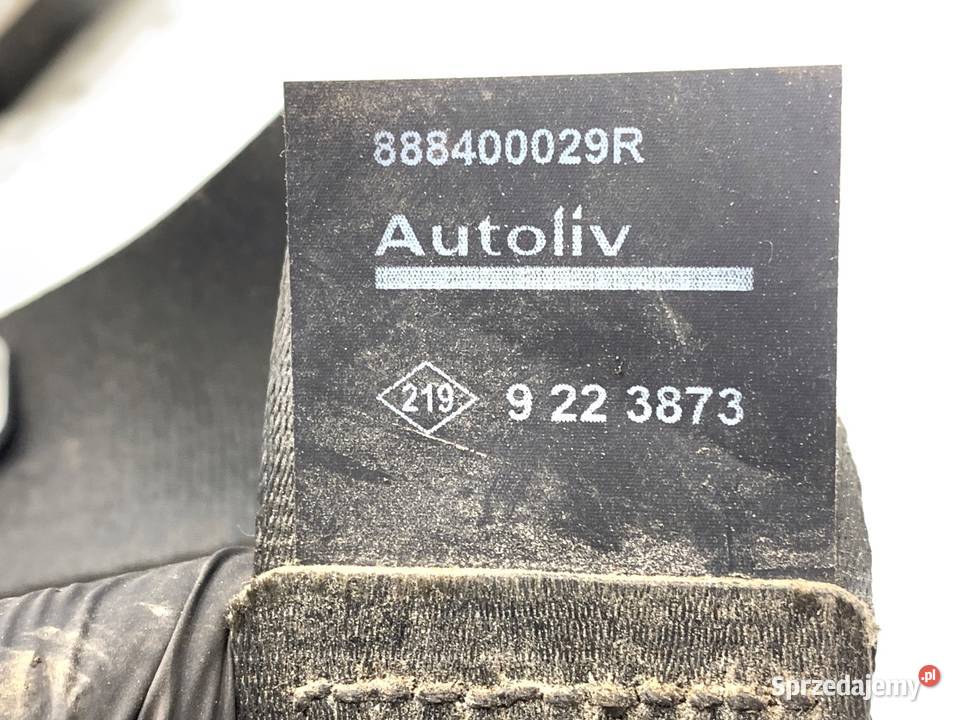 888400029R
Autoliv
219 9 22 3873
Sprzedajemy.pl